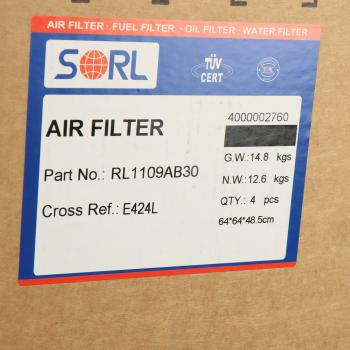 AIR FILTER · FUEL FILTER · OIL FILTER · WATER FILTER
SORL
TÜV
CERT
AIR FILTER
4000002760
Part No.: RL1109AB30
G.W.:14.8 kgs
N.W.:12.6 kgs
Cross Ref.: E424L
QTY.: 4 pcs
64*64*48.5cm